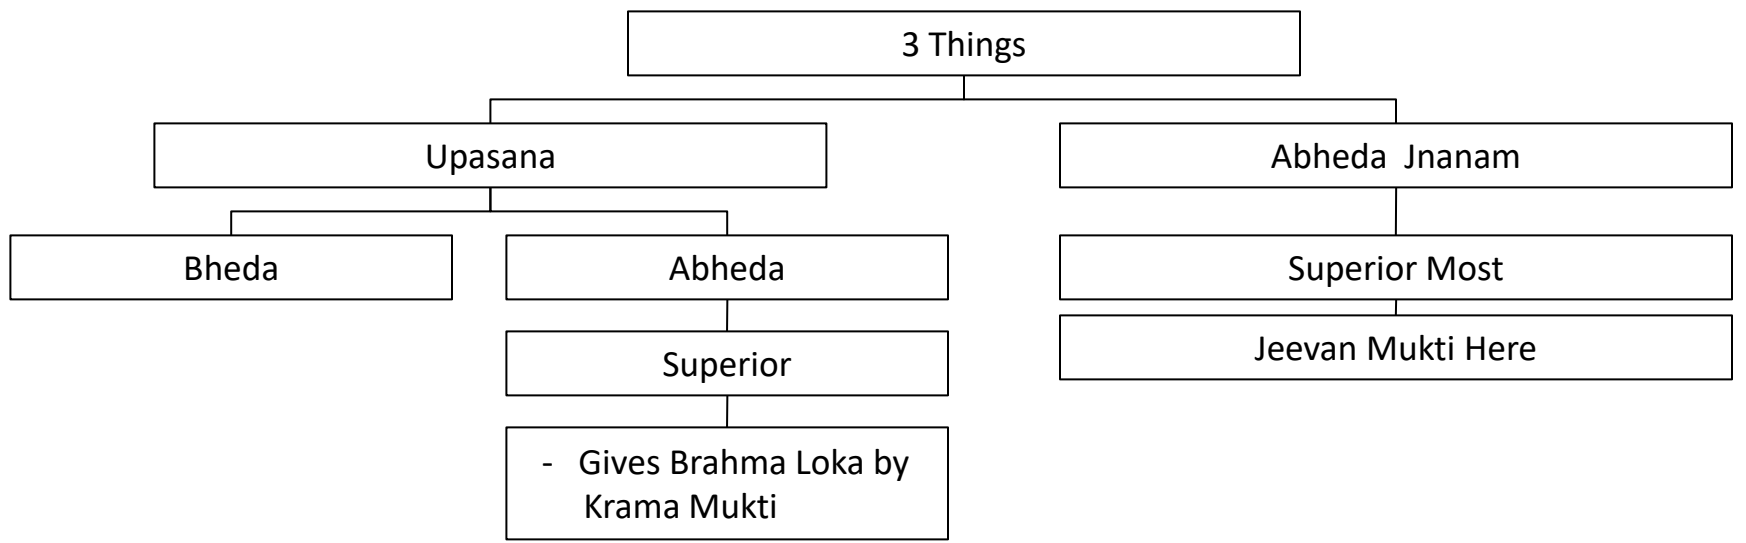 3 Things
Upasana
Abheda Jnanam
Bheda
Abheda
Superior Most
Superior
Jeevan Mukti Here
- Gives Brahma Loka by
Krama Mukti